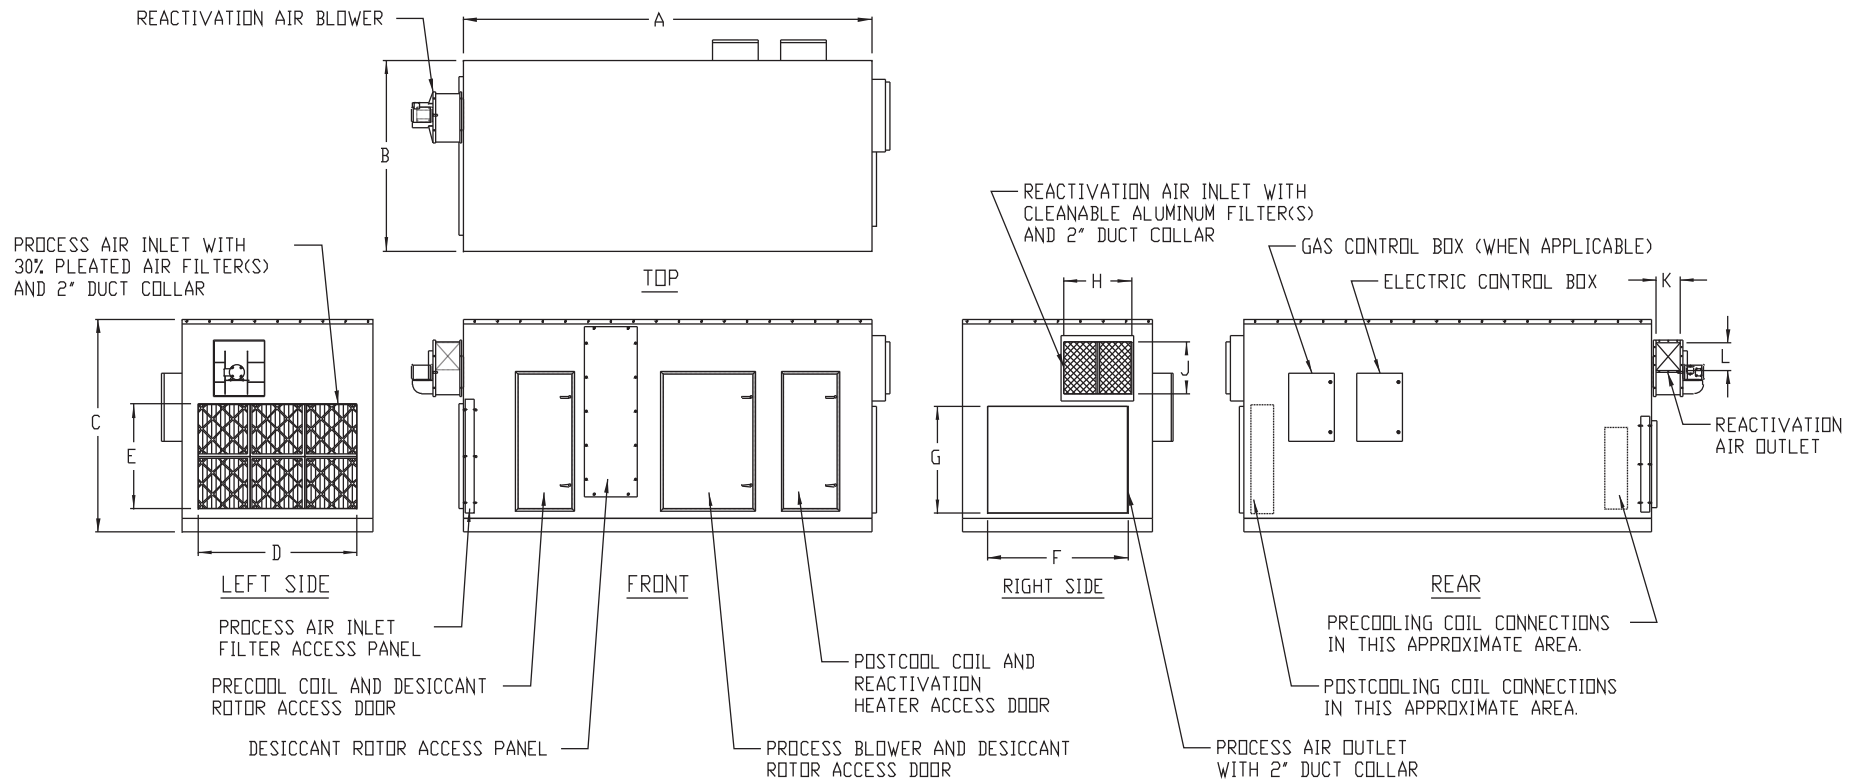 REACTIVATION AIR BLOWER
A
B
TOP
PROCESS AIR INLET WITH
30% PLEATED AIR FILTER(S)
AND 2" DUCT COLLAR
REACTIVATION AIR INLET WITH
CLEANABLE ALUMINUM FILTER(S)
AND 2" DUCT COLLAR
GAS CONTROL BOX (WHEN APPLICABLE)
ELECTRIC CONTROL BOX
H
K
C
E
D
J
G
F
L
REACTIVATION
AIR OUTLET
LEFT SIDE
FRONT
RIGHT SIDE
REAR
PROCESS AIR INLET
FILTER ACCESS PANEL
PRECOOL COIL AND DESICCANT
ROTOR ACCESS DOOR
DESICCANT ROTOR ACCESS PANEL
POSTCOOL COIL AND
REACTIVATION
HEATER ACCESS DOOR
PROCESS BLOWER AND DESICCANT
ROTOR ACCESS DOOR
PRECOOLING COIL CONNECTIONS
IN THIS APPROXIMATE AREA.
POSTCOOLING COIL CONNECTIONS
IN THIS APPROXIMATE AREA.
PROCESS AIR OUTLET
WITH 2" DUCT COLLAR